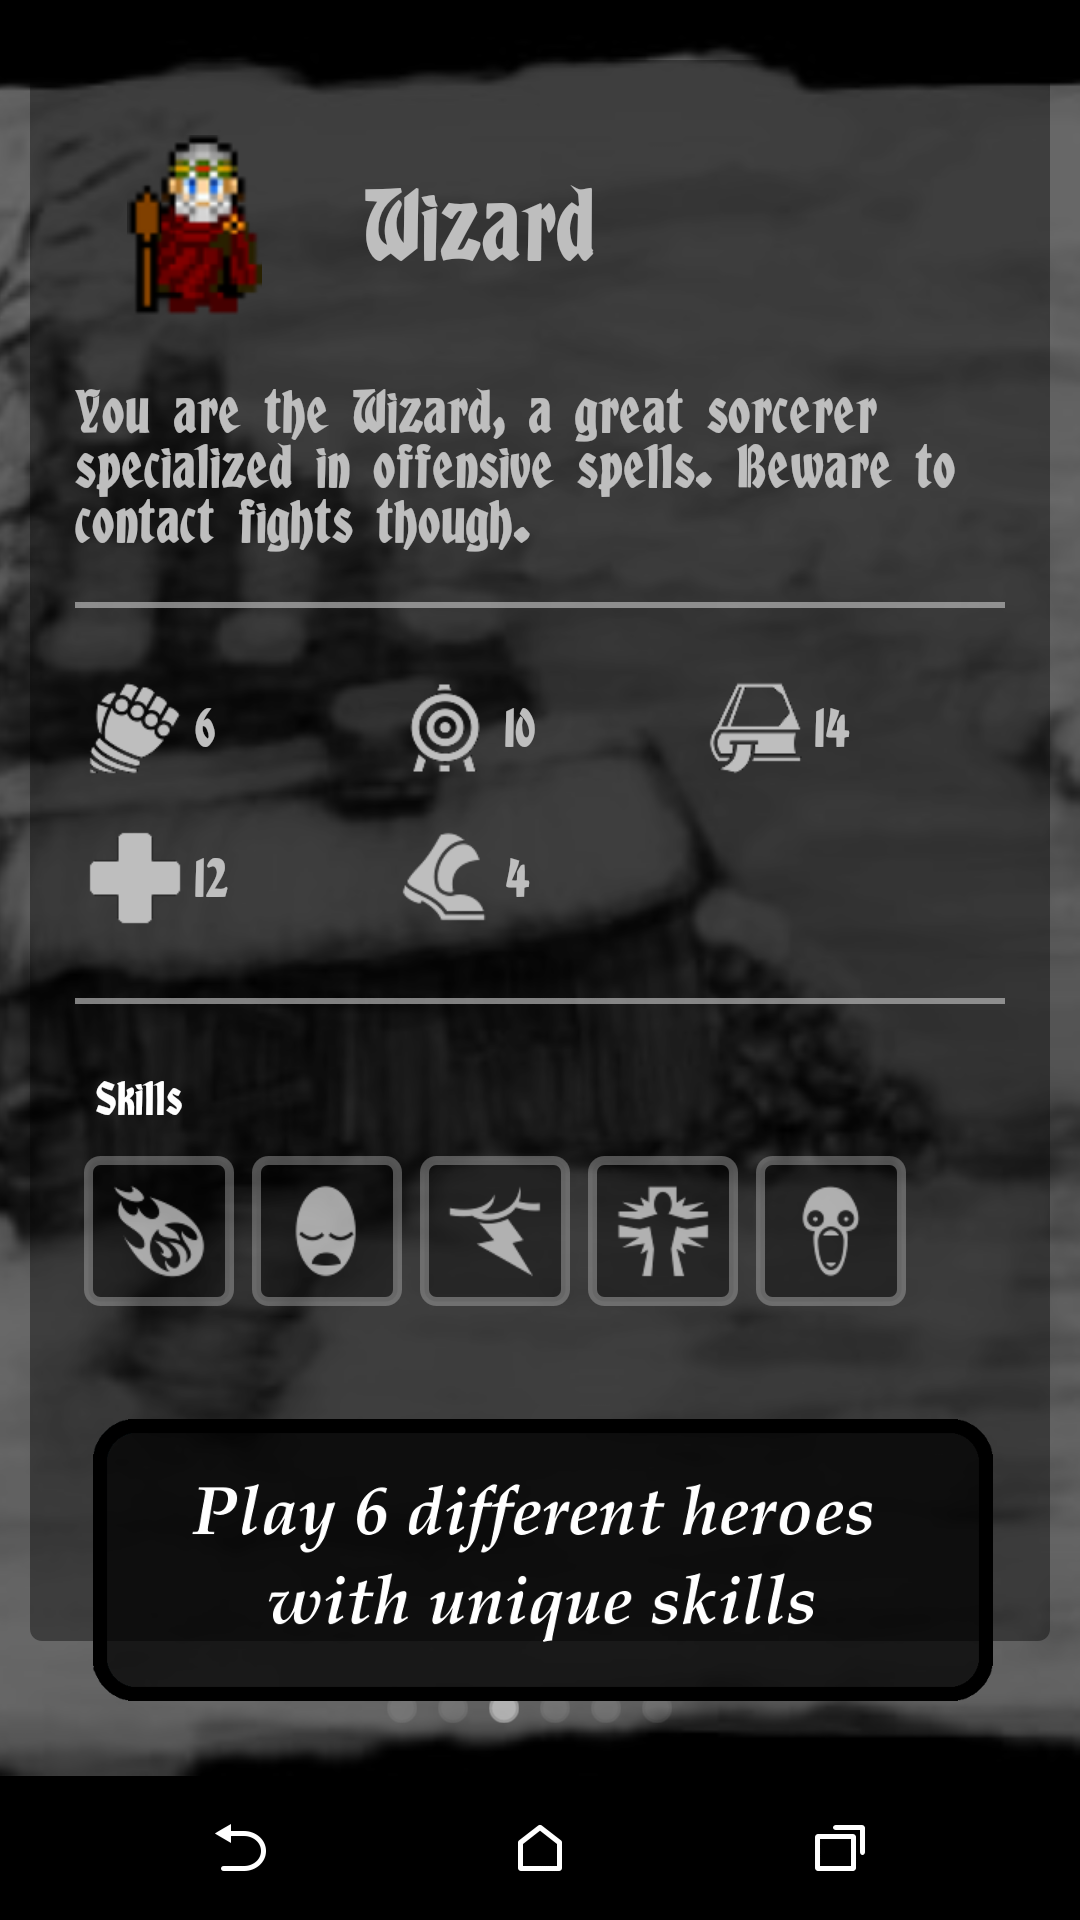 Wizard
You are the Wizard, a great sorcerer
specialized in offensive spells. Beware to
contact fights though.
6
10
14
12
4
Skills
Play 6 different heroes
with unique skills